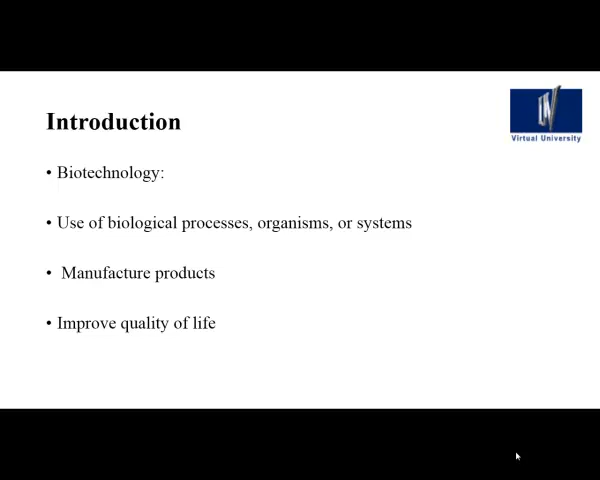 Introduction
Virtual University
• Biotechnology:
• Use of biological processes, organisms, or systems
• Manufacture products
• Improve quality of life